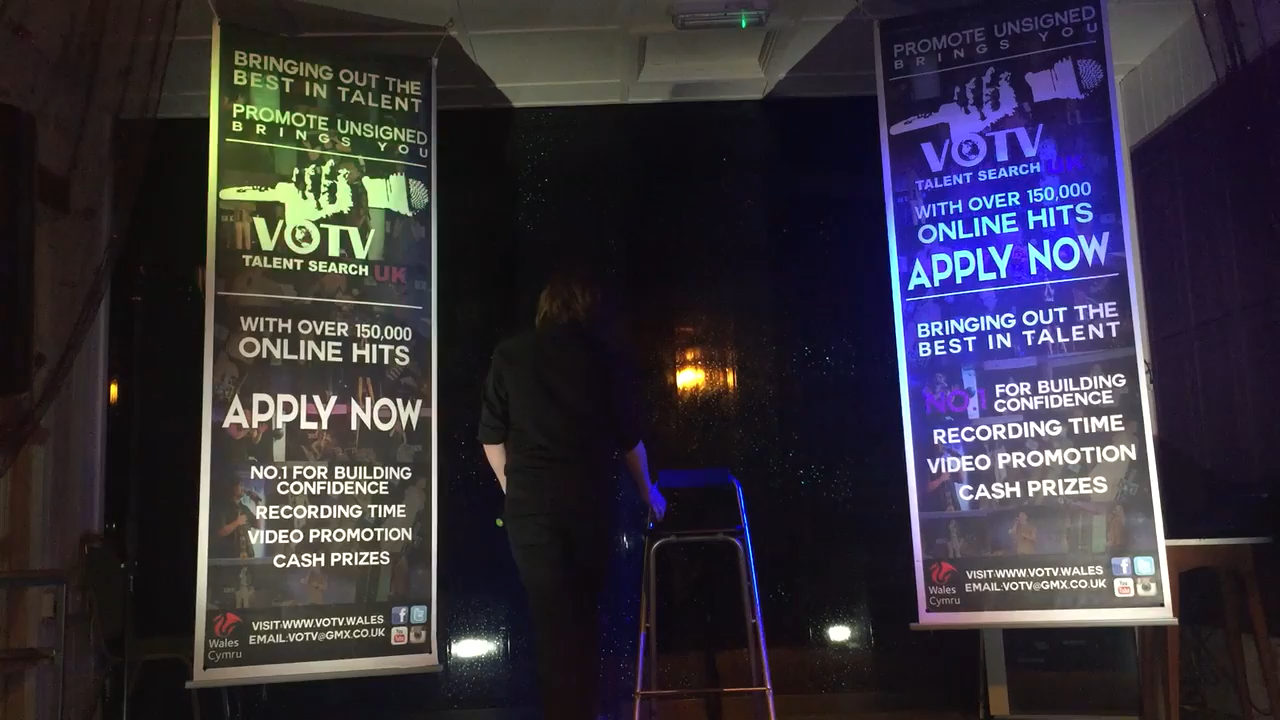 BRINGING OUT THE
BEST IN TALENT
PROMOTE UNSIGNED
BRINGS YOU
VOTV
TALENT SEARCH UK
WITH OVER 150,000
ONLINE HITS
APPLY NOW
NO.1 FOR BUILDING
CONFIDENCE
RECORDING TIME
VIDEO PROMOTION
CASH PRIZES
VISIT:WWW.VOTV.WALES
EMAIL:VOTV@GMX.CO.UK
Wales
Cymru
PROMOTE UNSIGNED
BRINGS YOU
VOTV
TALENT SEARCH UK
WITH OVER 150,000
ONLINE HITS
APPLY NOW
BRINGING OUT THE
BEST IN TALENT
NO.1 FOR BUILDING
CONFIDENCE
RECORDING TIME
VIDEO PROMOTION
CASH PRIZES
VISIT:WWW.VOTV.WALES
EMAIL:VOTV@GMX.CO.UK
Wales
Cymru